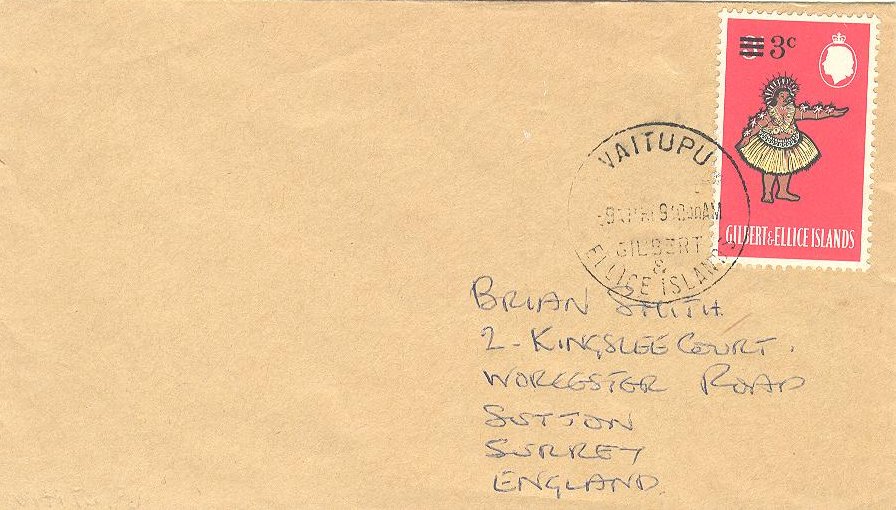 3c
VAITUPU
GILBERT
&
ELLICE ISLANDS
GILBERT & ELLICE ISLANDS
BRIAN SMITH
2 - KINGSLEE COURT.
WORCESTER ROAD
SUTTON
SURREY
ENGLAND